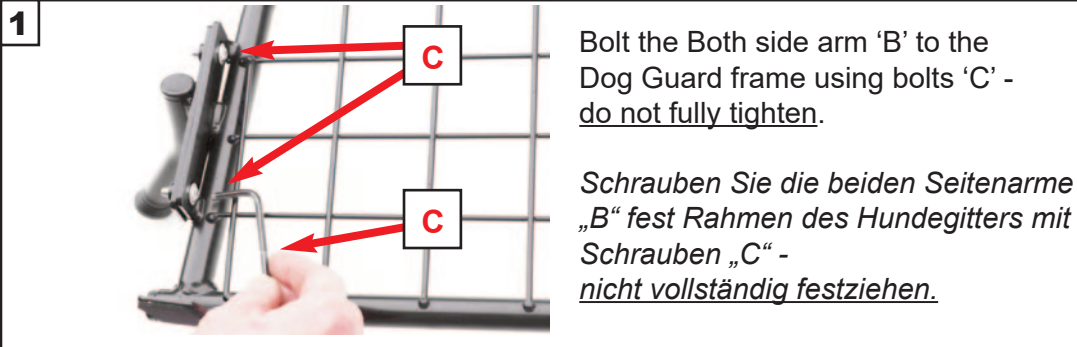 1
C
C
Bolt the Both side arm ‘B’ to the
Dog Guard frame using bolts ‘C’ -
do not fully tighten.
Schrauben Sie die beiden Seitenarme
„B“ fest Rahmen des Hundegitters mit
Schrauben „C“ -
nicht vollständig festziehen.